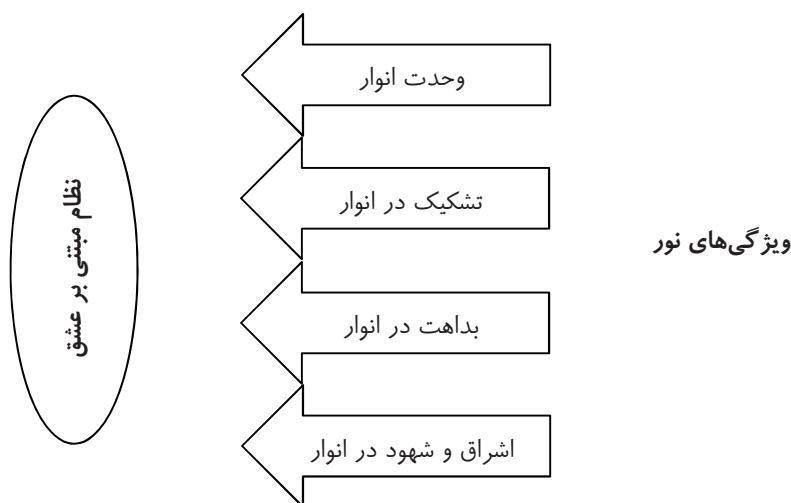 ویژگی‌های نور
وحدت انوار
تشکیک در انوار
بداهت در انوار
اشراق و شهود در انوار
نظام مبتنی بر عشق